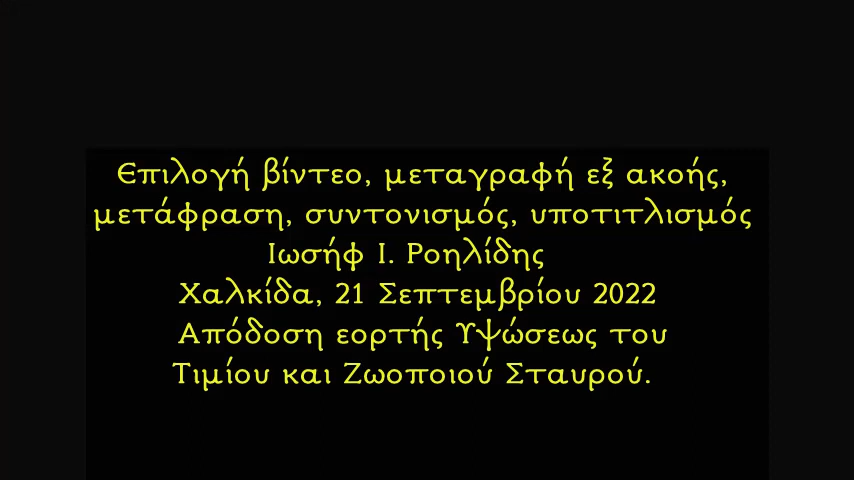 Επιλογή βίντεο, μεταγραφή εξ ακοής,
μετάφραση, συντονισμός, υποτιτλισμός
Ιωσήφ Ι. Ροηλίδης
Χαλκίδα, 21 Σεπτεμβρίου 2022
Απόδοση εορτής Υψώσεως του
Τιμίου και Ζωοποιού Σταυρού.